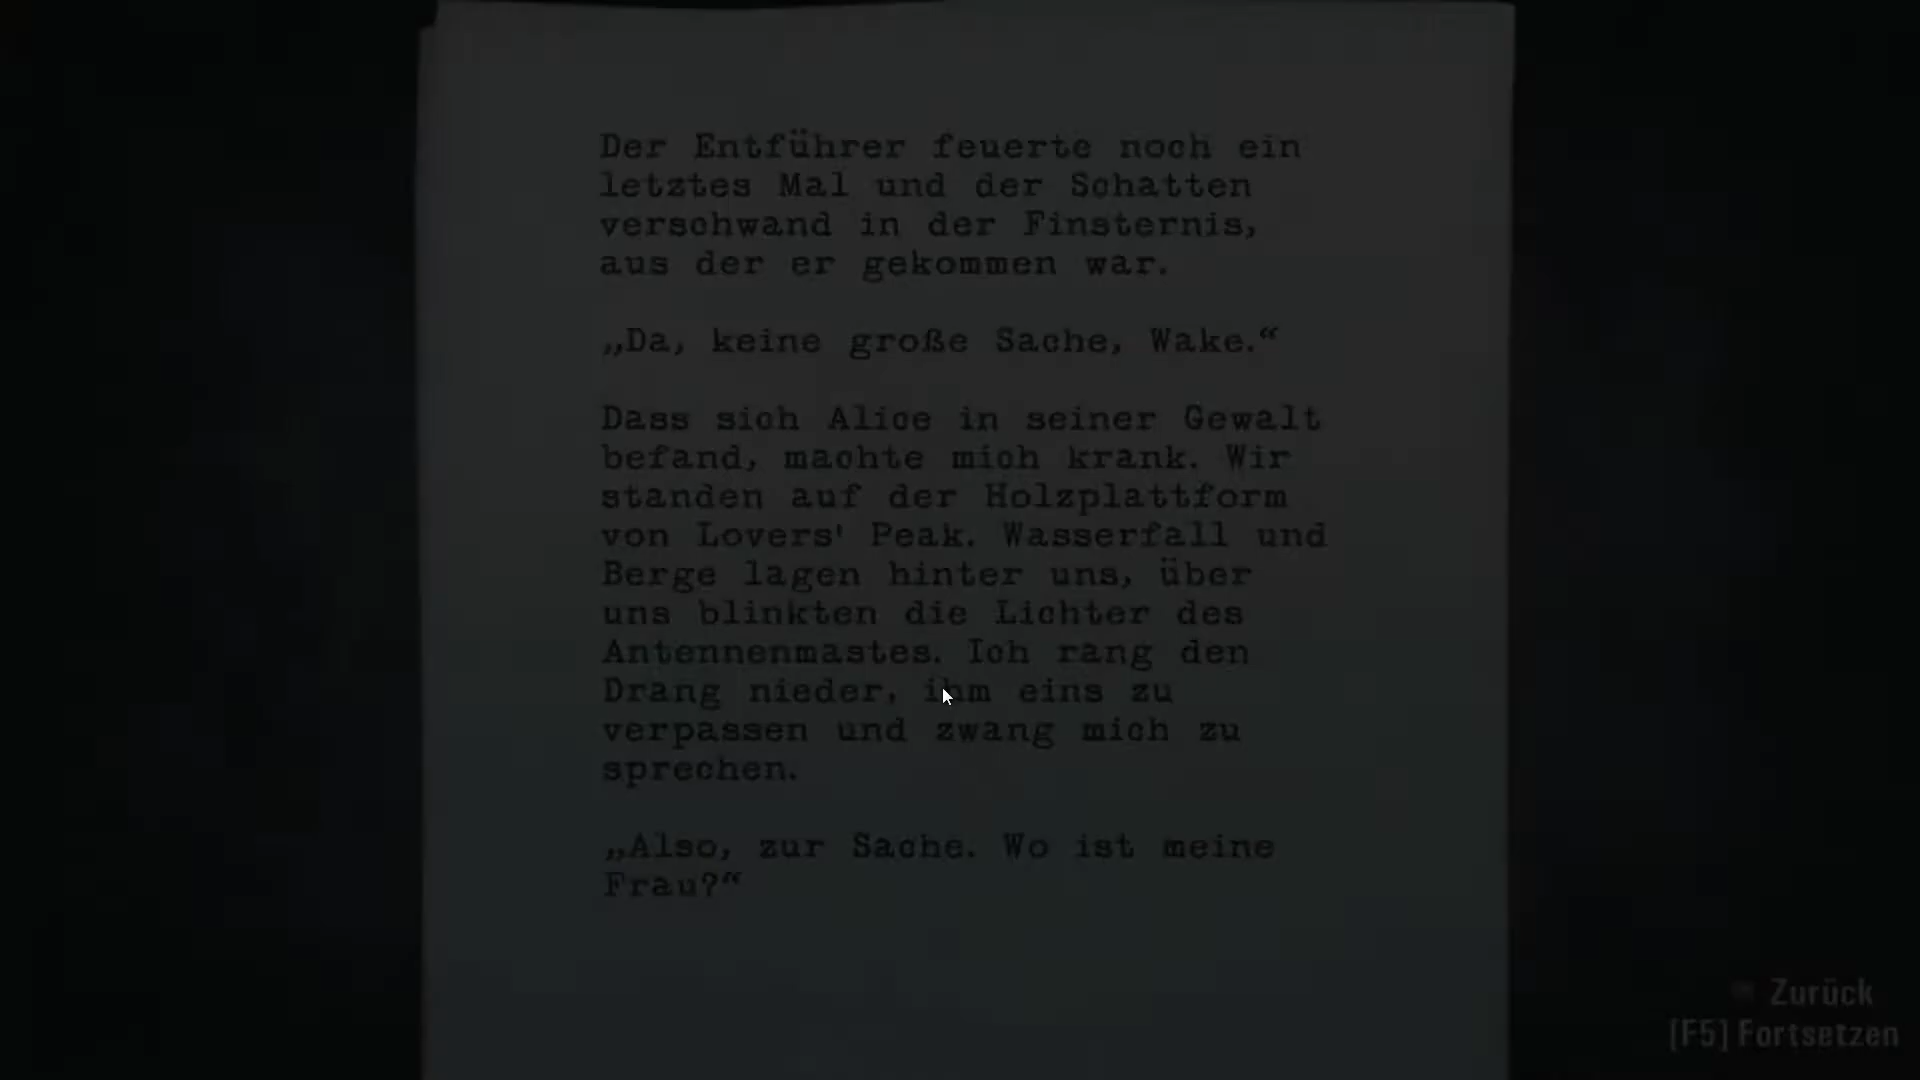 Der Entführer feuerte noch ein
letztes Mal und der Schatten
verschwand in der Finsternis,
aus der er gekommen war.
„Da, keine große Sache, Wake.“
Dass sich Alice in seiner Gewalt
befand, machte mich krank. Wir
standen auf der Holzplattform
von Lovers' Peak. Wasserfall und
Berge lagen hinter uns, über
uns blinkten die Lichter des
Antennenmastes. Ich rang den
Drang nieder, ihm eins zu
verpassen und zwang mich zu
sprechen.
„Also, zur Sache. Wo ist meine
Frau?“
Zurück
[F5] Fortsetzen